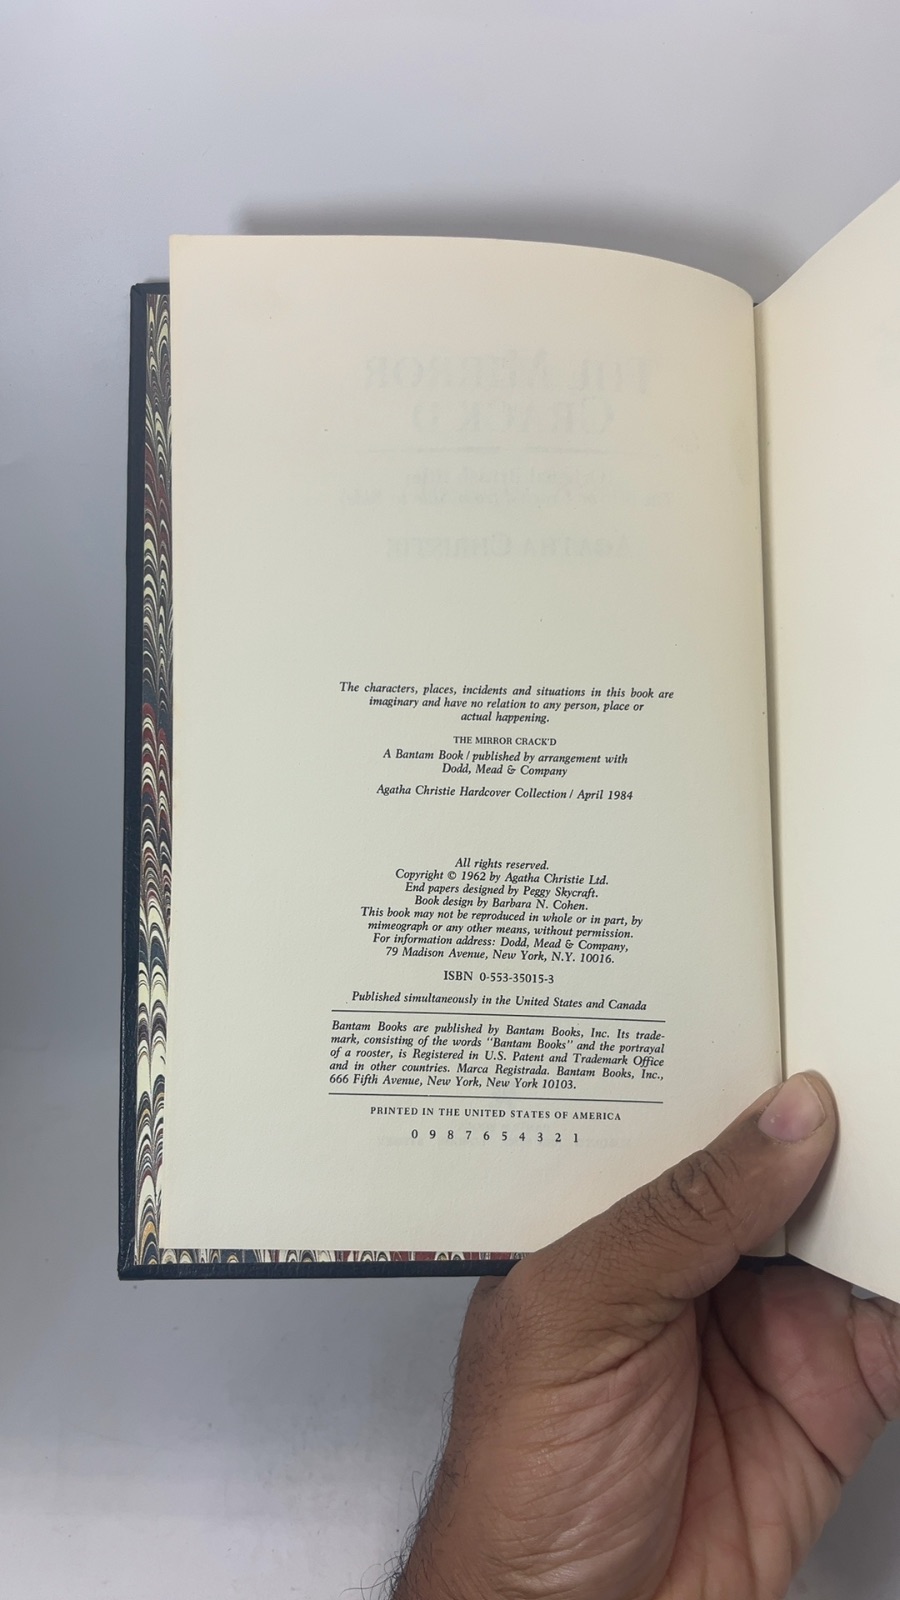 The characters, places, incidents and situations in this book are
imaginary and have no relation to any person, place or
actual happening.
THE MIRROR CRACK'D
A Bantam Book / published by arrangement with
Dodd, Mead & Company
Agatha Christie Hardcover Collection / April 1984
All rights reserved.
Copyright © 1962 by Agatha Christie Ltd.
End papers designed by Peggy Skycraft.
Book design by Barbara N. Cohen.
This book may not be reproduced in whole or in part, by
mimeograph or any other means, without permission.
For information address: Dodd, Mead & Company,
79 Madison Avenue, New York, N.Y. 10016.
ISBN 0-553-35015-3
Published simultaneously in the United States and Canada
Bantam Books are published by Bantam Books, Inc. Its trade-
mark, consisting of the words "Bantam Books" and the portrayal
of a rooster, is Registered in U.S. Patent and Trademark Office
and in other countries. Marca Registrada. Bantam Books, Inc.,
666 Fifth Avenue, New York, New York 10103.
PRINTED IN THE UNITED STATES OF AMERICA
0 9 8 7 6 5 4 3 2 1